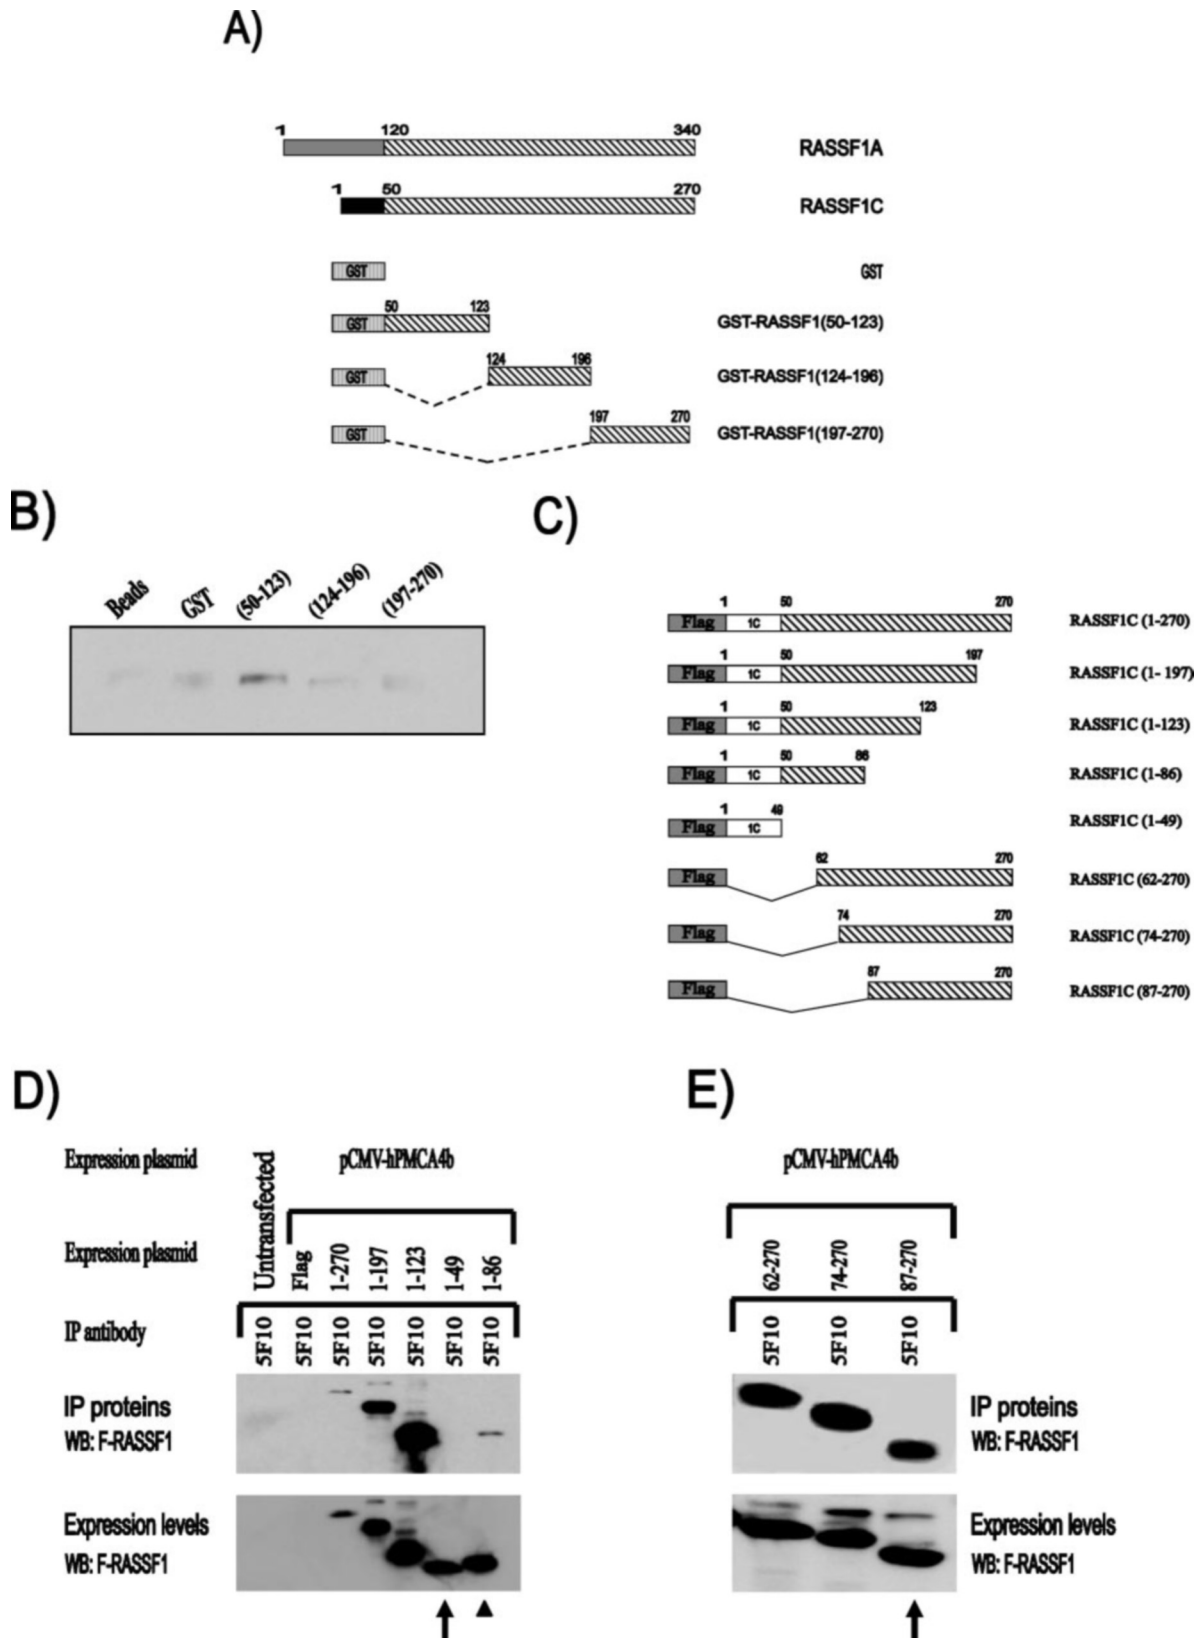 A)
1 120 340 RASSF1A
1 50 270 RASSF1C
GST GST
50 123
GST GST-RASSF1(50-123)
124 196
GST GST-RASSF1(124-196)
197 270
GST GST-RASSF1(197-270)
B)
Beads GST (50-123) (124-196) (197-270)
C)
1 50 270
Flag 1C RASSF1C (1-270)
1 50 197
Flag 1C RASSF1C (1- 197)
1 50 123
Flag 1C RASSF1C (1-123)
1 50 86
Flag 1C RASSF1C (1-86)
1 49
Flag 1C RASSF1C (1-49)
62 270
Flag RASSF1C (62-270)
74 270
Flag RASSF1C (74-270)
87 270
Flag RASSF1C (87-270)
D)
Expression plasmid pCMV-hPMCA4b
Expression plasmid Untransfected Flag 1-270 1-197 1-123 1-49 1-86
IP antibody 5F10 5F10 5F10 5F10 5F10 5F10 5F10
IP proteins
WB: F-RASSF1
Expression levels
WB: F-RASSF1
E)
pCMV-hPMCA4b
62-270 74-270 87-270
5F10 5F10 5F10
IP proteins
WB: F-RASSF1
Expression levels
WB: F-RASSF1